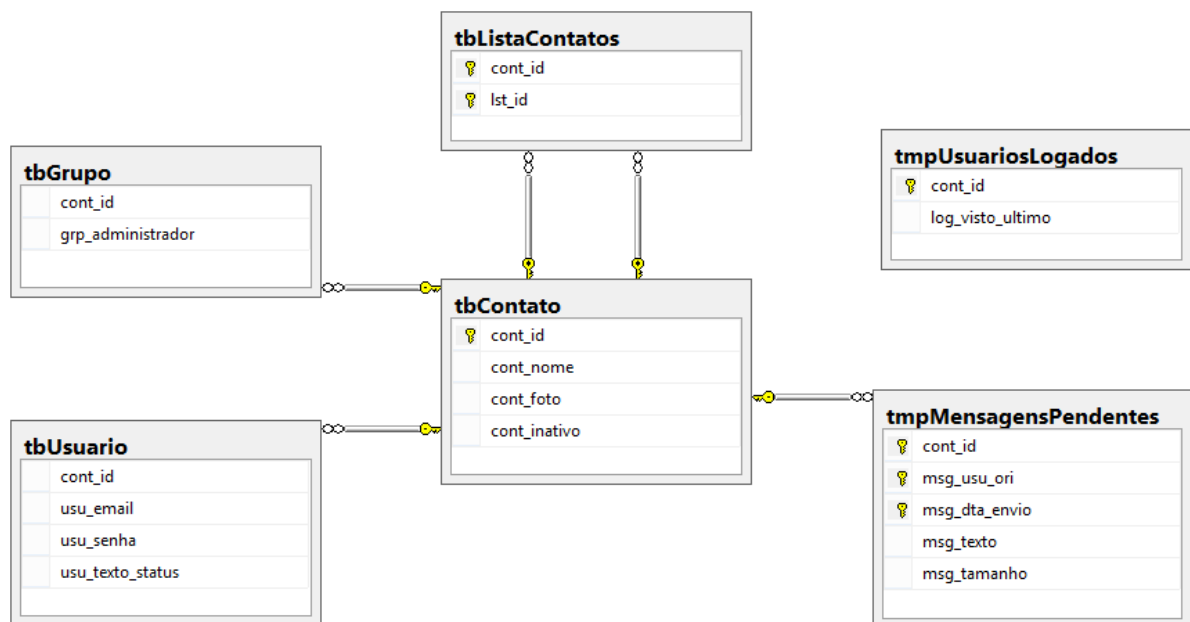 tbListaContatos
cont_id
lst_id
tbGrupo
cont_id
grp_administrador
tmpUsuariosLogados
cont_id
log_visto_ultimo
tbContato
cont_id
cont_nome
cont_foto
cont_inativo
tbUsuario
cont_id
usu_email
usu_senha
usu_texto_status
tmpMensagensPendentes
cont_id
msg_usu_ori
msg_dta_envio
msg_texto
msg_tamanho